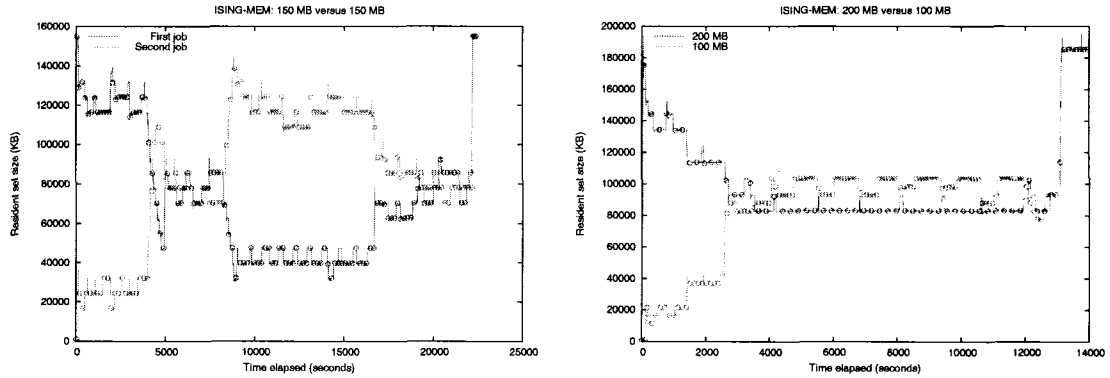 ISING-MEM: 150 MB versus 150 MB
160000
140000
120000
100000
80000
60000
40000
20000
0
Resident set size (KB)
First job
Second job
0 5000 10000 15000 20000 25000
Time elapsed (seconds)
ISING-MEM: 200 MB versus 100 MB
200000
180000
160000
140000
120000
100000
80000
60000
40000
20000
0
Resident set size (KB)
200 MB
100 MB
0 2000 4000 6000 8000 10000 12000 14000
Time elapsed (seconds)